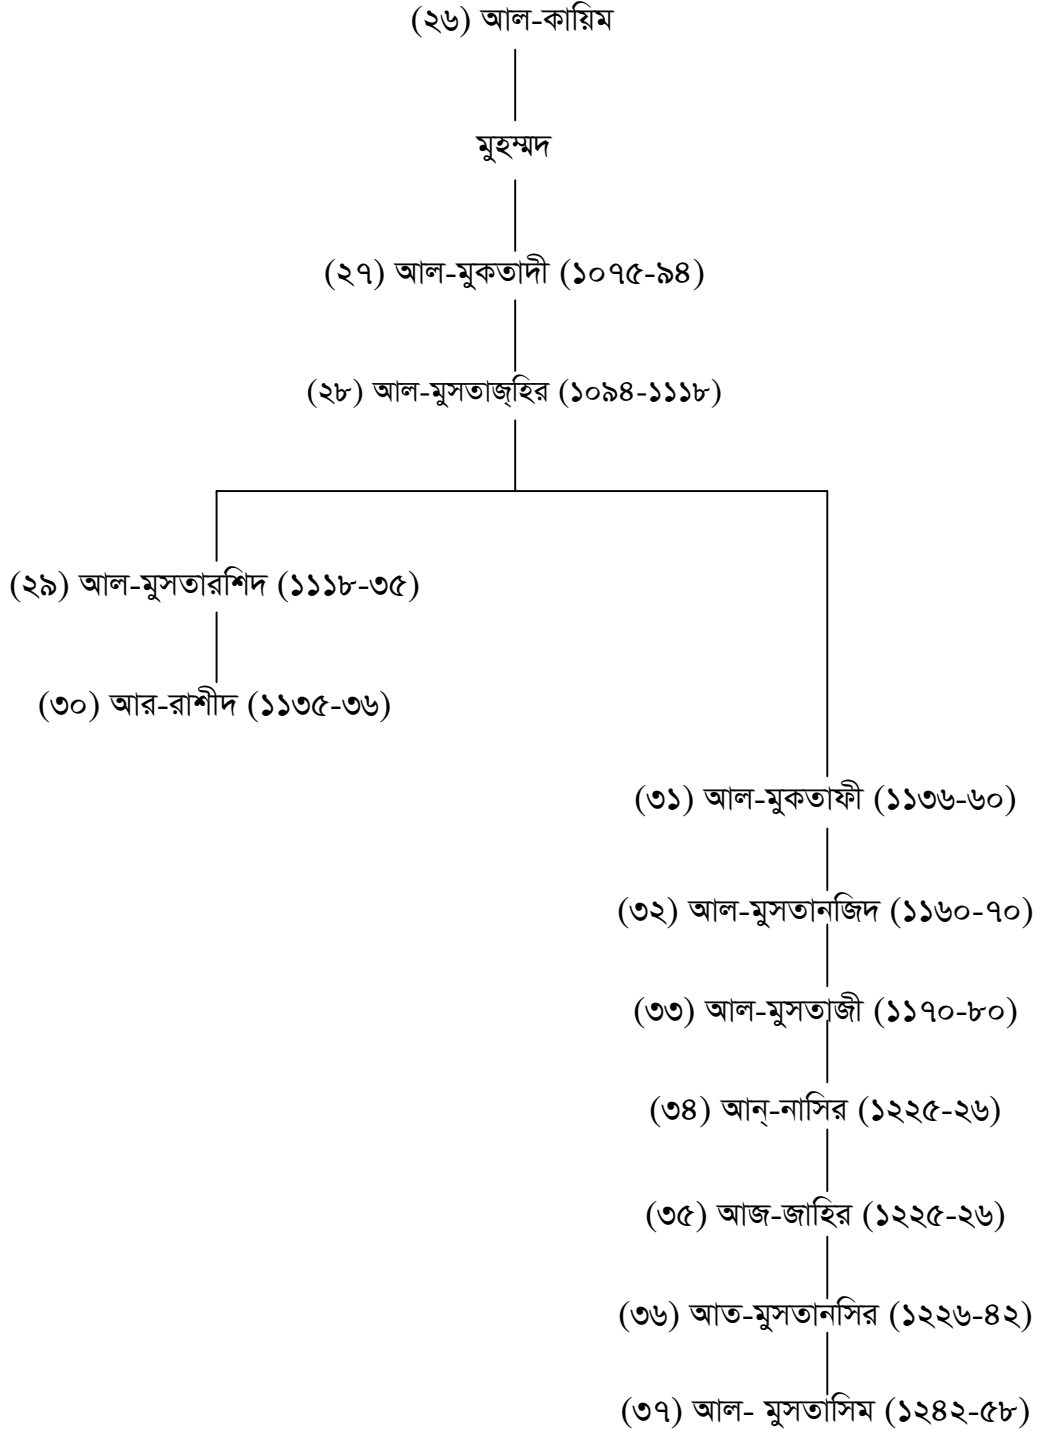 (২৬) আল-কায়িম
মুহম্মদ
(২৭) আল-মুকতাদী (১০৭৫-৯৪)
(২৮) আল-মুসতাজ্হির (১০৯৪-১১১৮)
(২৯) আল-মুসতারশিদ (১১১৮-৩৫)
(৩০) আর-রাশীদ (১১৩৫-৩৬)
(৩১) আল-মুকতাফী (১১৩৬-৬০)
(৩২) আল-মুসতানজিদ (১১৬০-৭০)
(৩৩) আল-মুসতাজী (১১৭০-৮০)
(৩৪) আন্-নাসির (১২২৫-২৬)
(৩৫) আজ-জাহির (১২২৫-২৬)
(৩৬) আত-মুসতানসির (১২২৬-৪২)
(৩৭) আল- মুসতাসিম (১২৪২-৫৮)